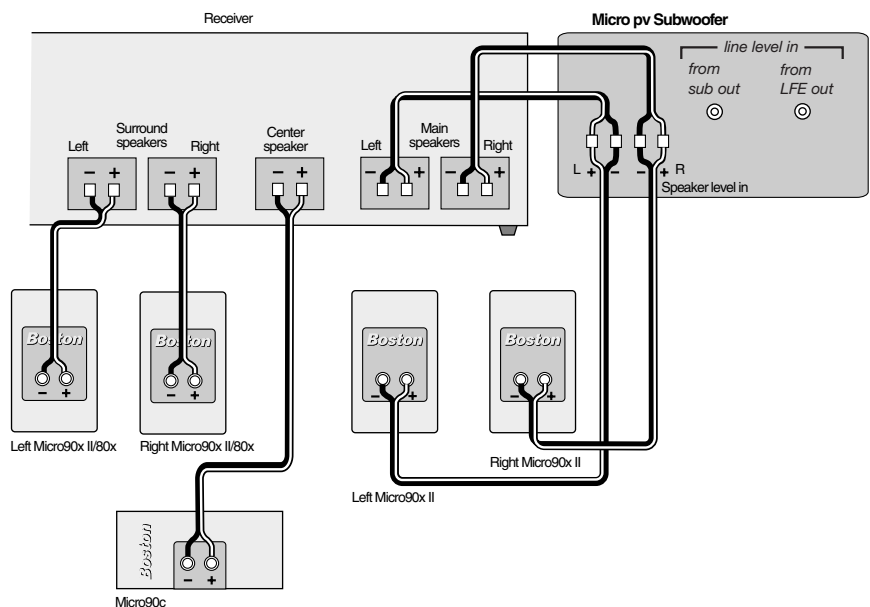 Receiver
Micro pv Subwoofer
line level in
from
sub out
from
LFE out
Surround
speakers
Left
Right
Center
speaker
Main
speakers
Left
Right
− +
− +
− +
− +
− +
L + − − + R
Speaker level in
Boston
− +
Boston
− +
Boston
− +
Boston
− +
Left Micro90x II/80x
Right Micro90x II/80x
Right Micro90x II
Left Micro90x II
Boston
− +
Micro90c